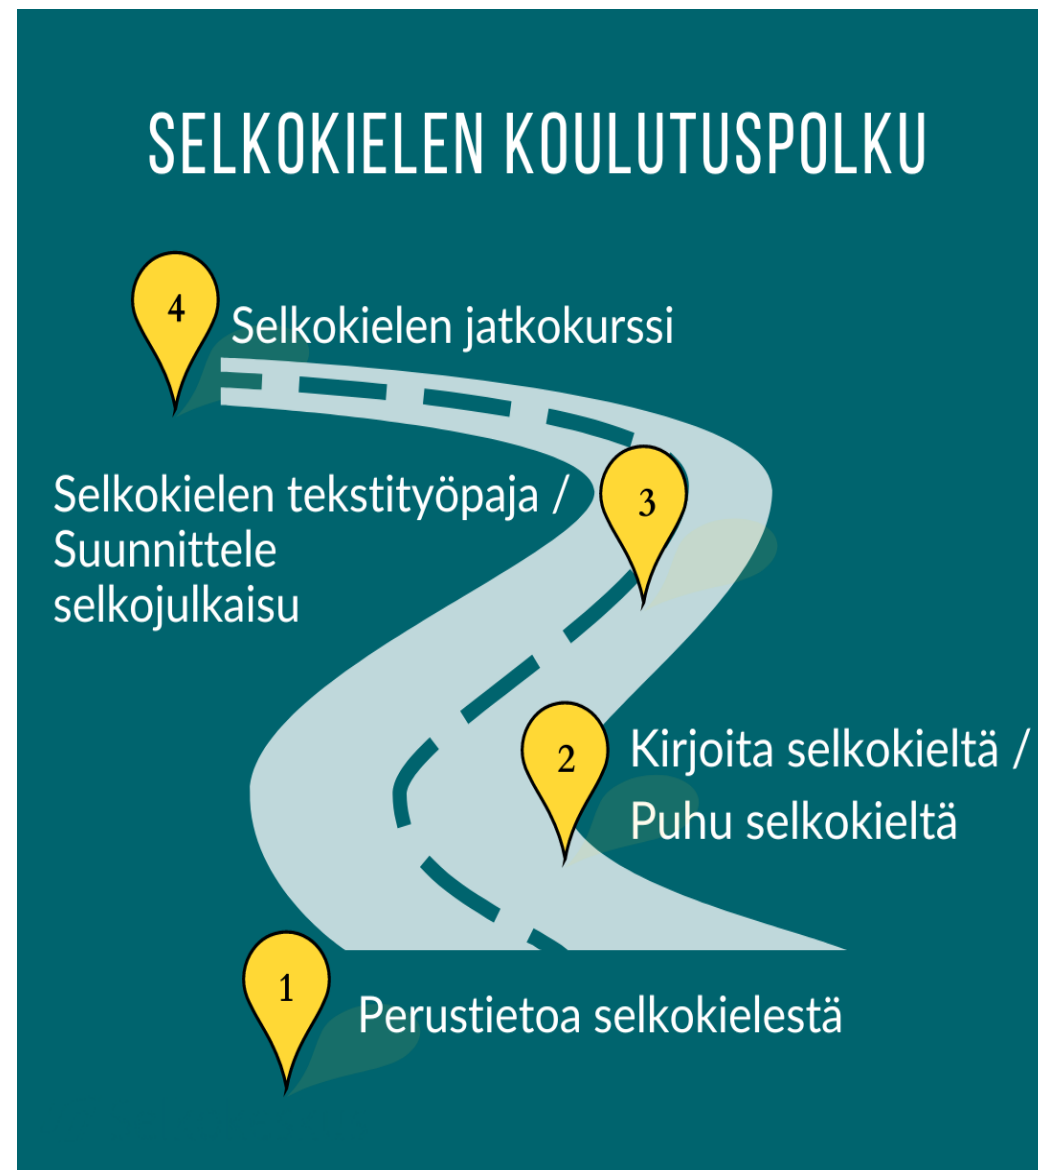 SELKOKIELEN KOULUTUSPOLKU
4
Selkokielen jatkokurssi
Selkokielen tekstityöpaja /
Suunnittele
selkojulkaisu
3
2
Kirjoita selkokieltä /
Puhu selkokieltä
1
Perustietoa selkokielestä